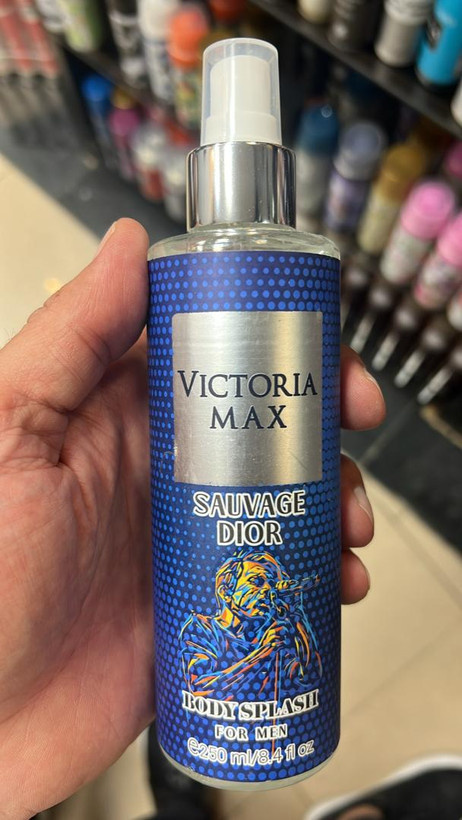 VICTORIA
MAX
SAUVAGE
DIOR
BODY SPLASH
FOR MEN
℮250 ml/8.4 fl oz